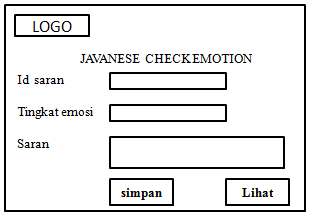 LOGO
JAVANESE CHECKEMOTION
Id saran
Tingkat emosi
Saran
simpan Lihat